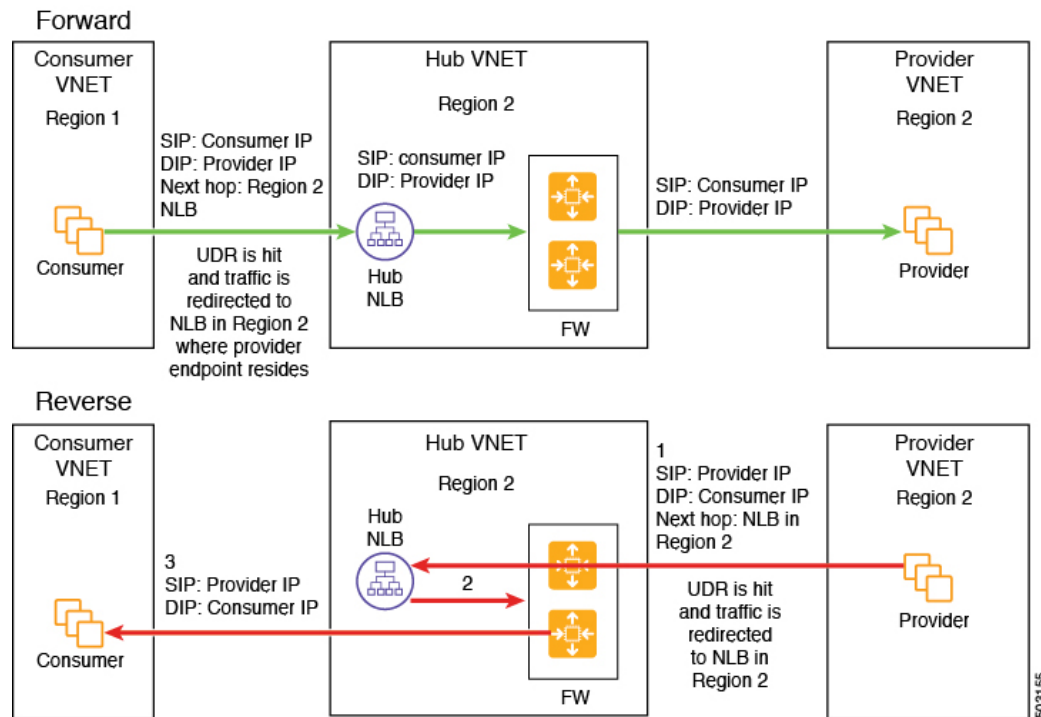 Forward
Consumer
VNET
Region 1
SIP: Consumer IP
DIP: Provider IP
Next hop: Region 2
NLB
Consumer
UDR is hit
and traffic is
redirected to
NLB in Region 2
where provider
endpoint resides
Hub VNET
Region 2
SIP: consumer IP
DIP: Provider IP
Hub
NLB
FW
SIP: Consumer IP
DIP: Provider IP
Provider
VNET
Region 2
Provider
Reverse
Consumer
VNET
Region 1
3
SIP: Provider IP
DIP: Consumer IP
Consumer
Hub VNET
Region 2
Hub
NLB
2
FW
1
SIP: Provider IP
DIP: Consumer IP
Next hop: NLB in
Region 2
UDR is hit
and traffic is
redirected
to NLB in
Region 2
Provider
VNET
Region 2
Provider